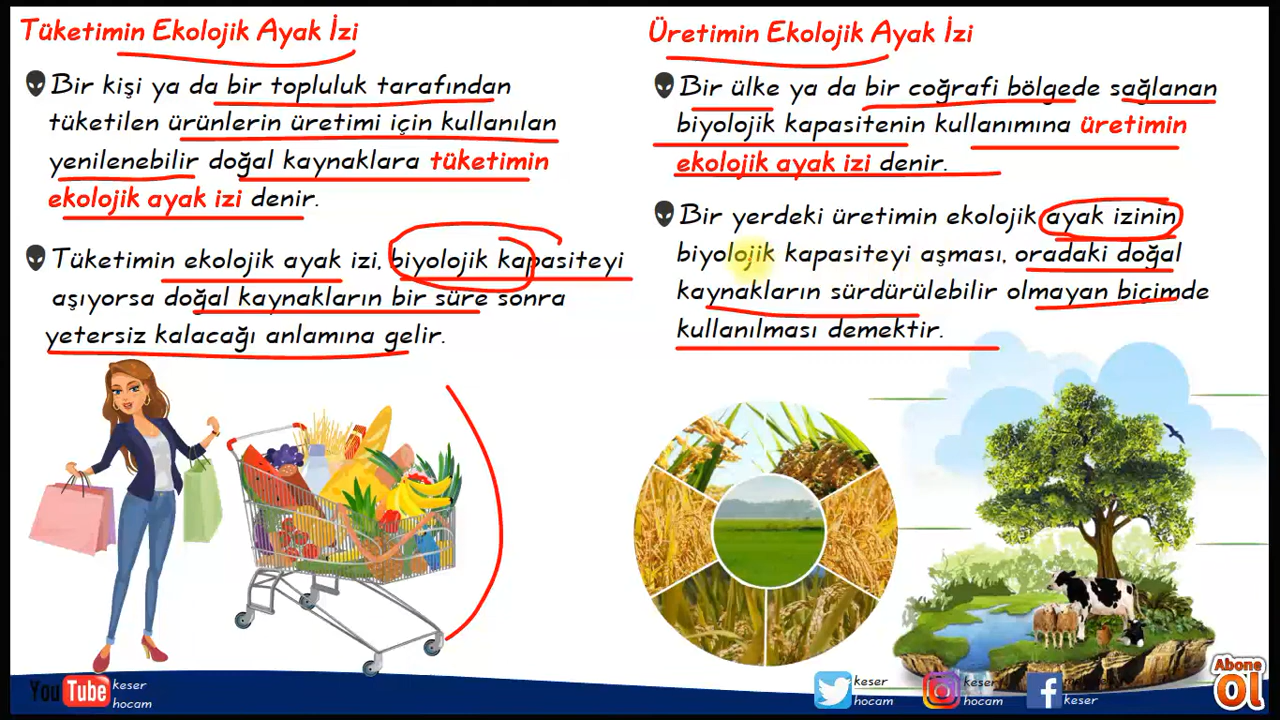 Tüketimin Ekolojik Ayak İzi
Bir kişi ya da bir topluluk tarafından
tüketilen ürünlerin üretimi için kullanılan
yenilenebilir doğal kaynaklara tüketimin
ekolojik ayak izi denir.
Tüketimin ekolojik ayak izi, biyolojik kapasiteyi
aşıyorsa doğal kaynakların bir süre sonra
yetersiz kalacağı anlamına gelir.
Üretimin Ekolojik Ayak İzi
Bir ülke ya da bir coğrafi bölgede sağlanan
biyolojik kapasitenin kullanımına üretimin
ekolojik ayak izi denir.
Bir yerdeki üretimin ekolojik ayak izinin
biyolojik kapasiteyi aşması, oradaki doğal
kaynakların sürdürülebilir olmayan biçimde
kullanılması demektir.
YouTube keser
hocam
keser
hocam
keser
hocam
keser
Abone
ol